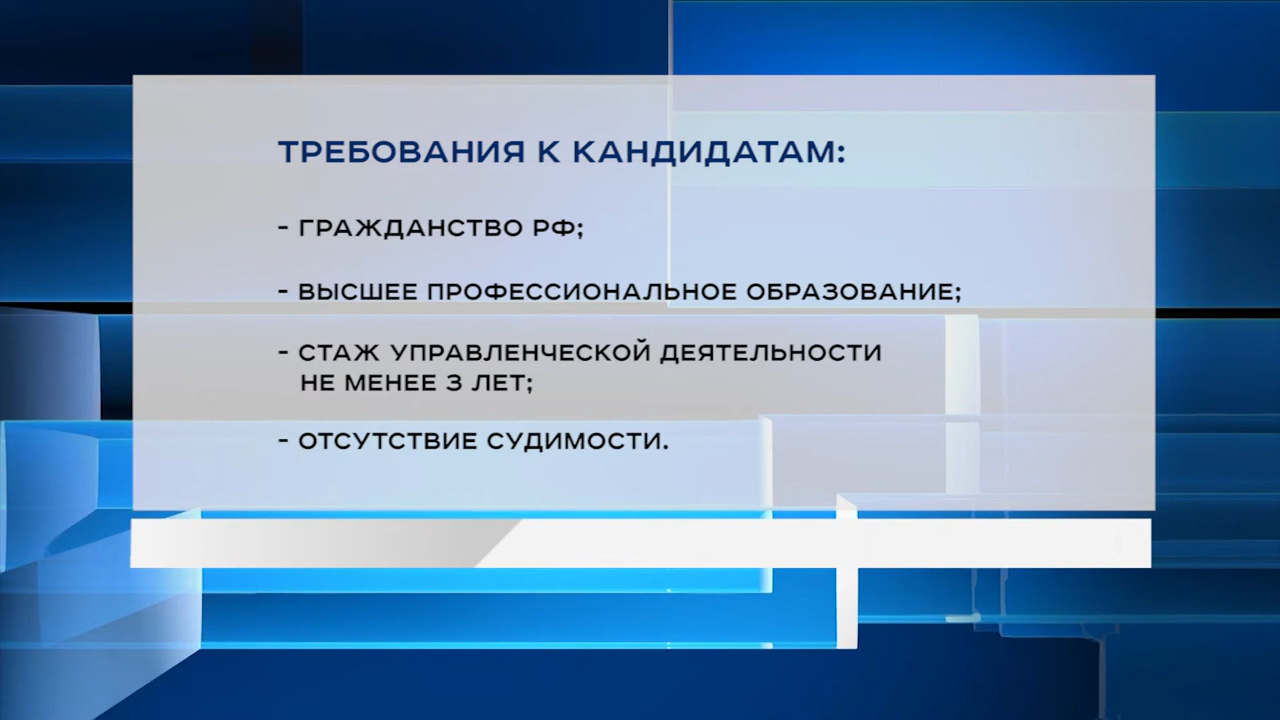 ТРЕБОВАНИЯ К КАНДИДАТАМ:
- ГРАЖДАНСТВО РФ;
- ВЫСШЕЕ ПРОФЕССИОНАЛЬНОЕ ОБРАЗОВАНИЕ;
- СТАЖ УПРАВЛЕНЧЕСКОЙ ДЕЯТЕЛЬНОСТИ
НЕ МЕНЕЕ 3 ЛЕТ;
- ОТСУТСТВИЕ СУДИМОСТИ.